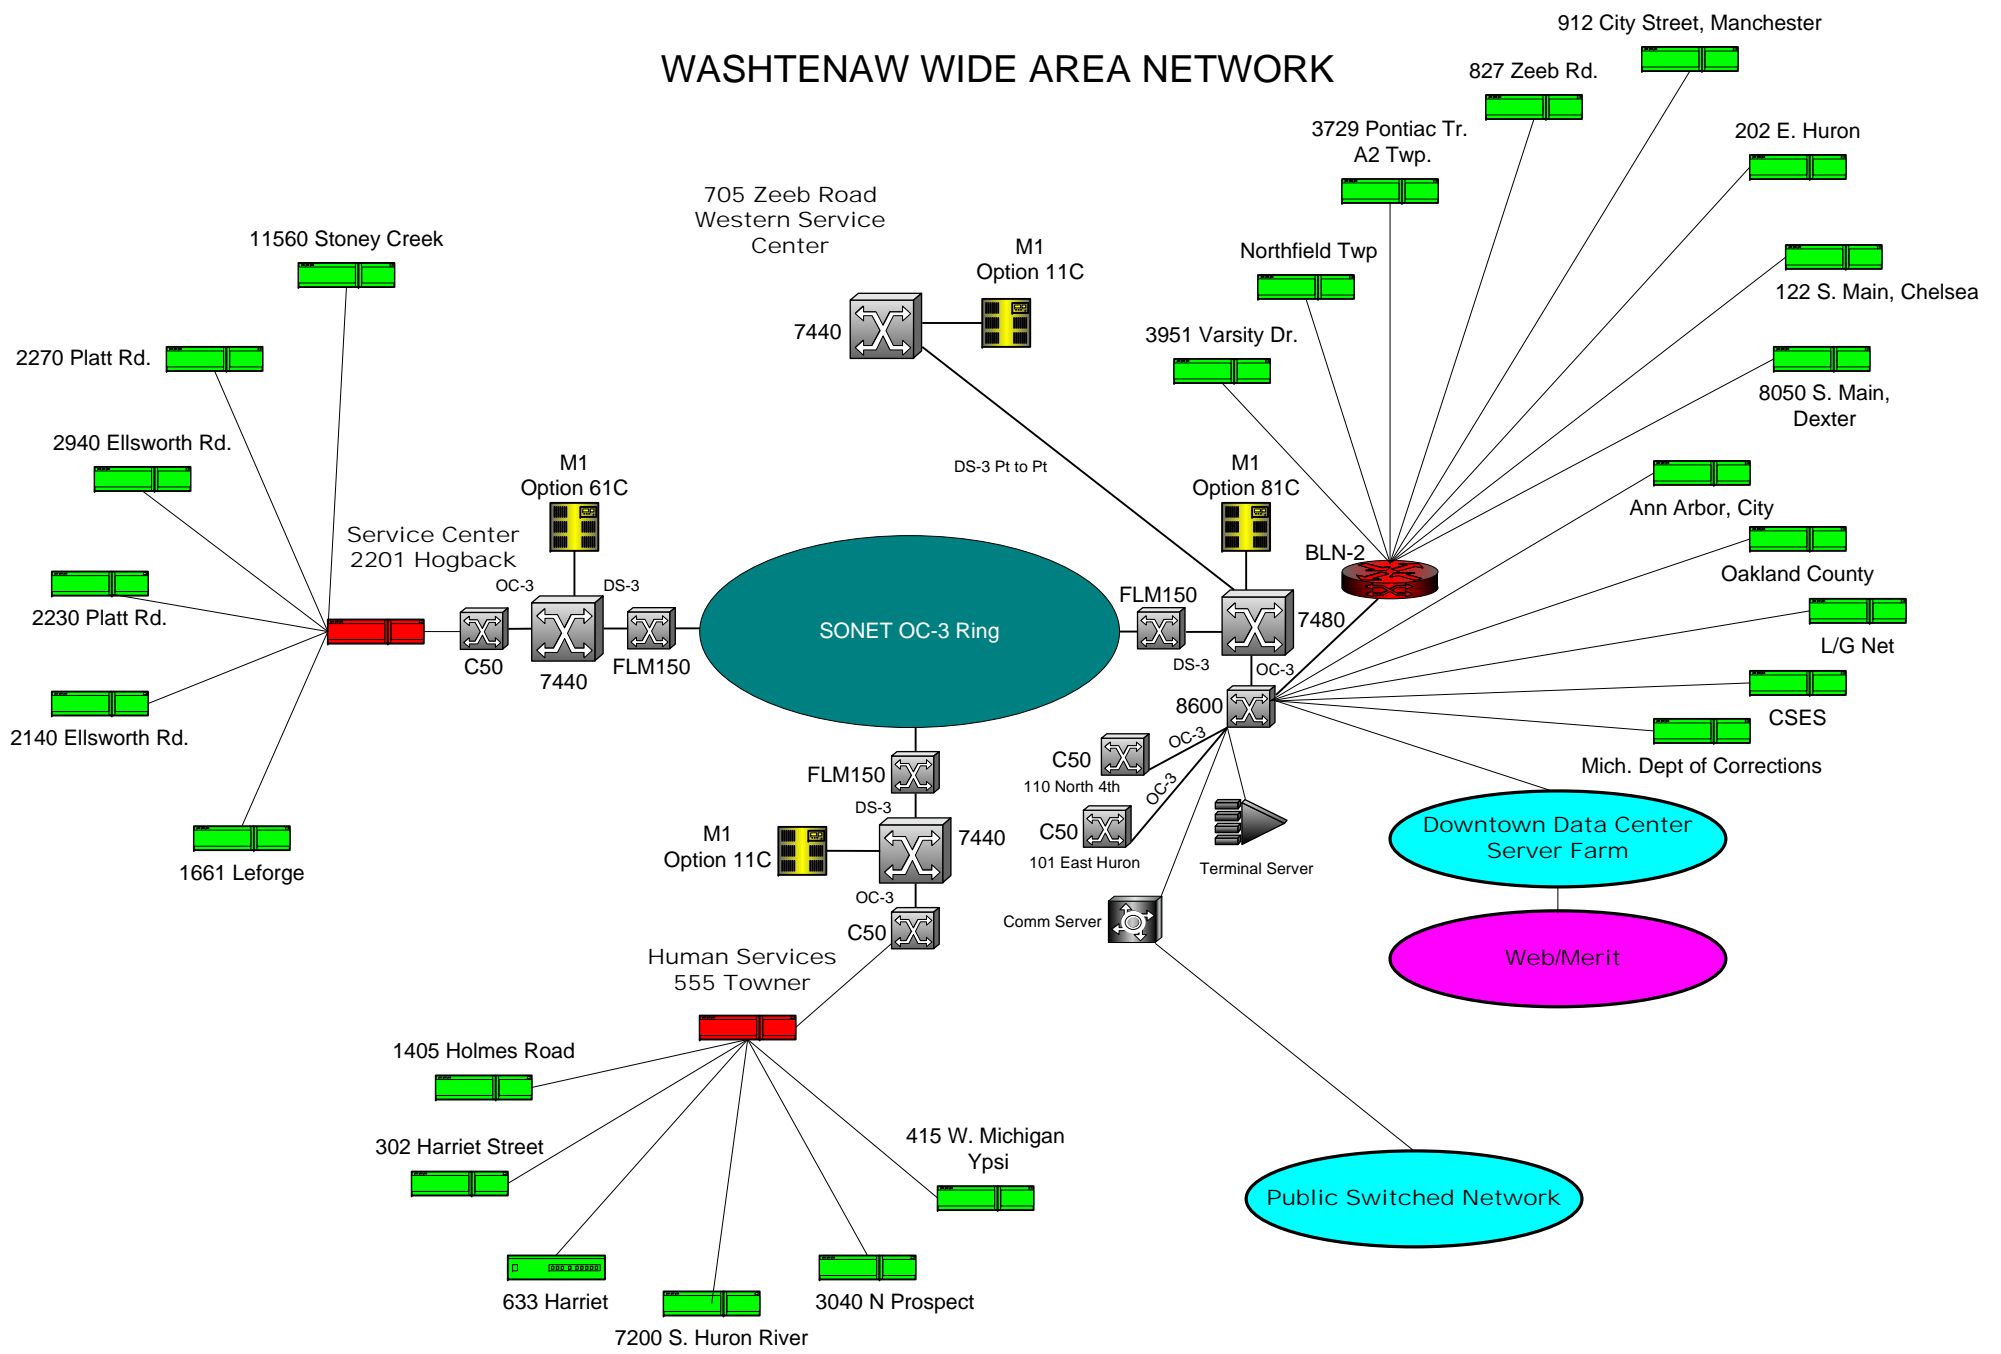 912 City Street, Manchester
WASHTENAW WIDE AREA NETWORK
827 Zeeb Rd.
3729 Pontiac Tr.
A2 Twp.
202 E. Huron
705 Zeeb Road
Western Service
Center
11560 Stoney Creek
M1
Option 11C
Northfield Twp
122 S. Main, Chelsea
7440
3951 Varsity Dr.
2270 Platt Rd.
8050 S. Main,
Dexter
2940 Ellsworth Rd.
M1
Option 61C
DS-3 Pt to Pt
M1
Option 81C
Ann Arbor, City
Service Center
2201 Hogback
BLN-2
OC-3
DS-3
FLM150
Oakland County
2230 Platt Rd.
SONET OC-3 Ring
7480
L/G Net
C50
7440
FLM150
DS-3
OC-3
8600
CSES
2140 Ellsworth Rd.
OC-3
C50
110 North 4th
Mich. Dept of Corrections
FLM150
DS-3
OC-3
M1
Option 11C
7440
C50
101 East Huron
Terminal Server
Downtown Data Center
Server Farm
1661 Leforge
OC-3
C50
Comm Server
Human Services
555 Towner
Web/Merit
1405 Holmes Road
302 Harriet Street
415 W. Michigan
Ypsi
Public Switched Network
633 Harriet
3040 N Prospect
7200 S. Huron River